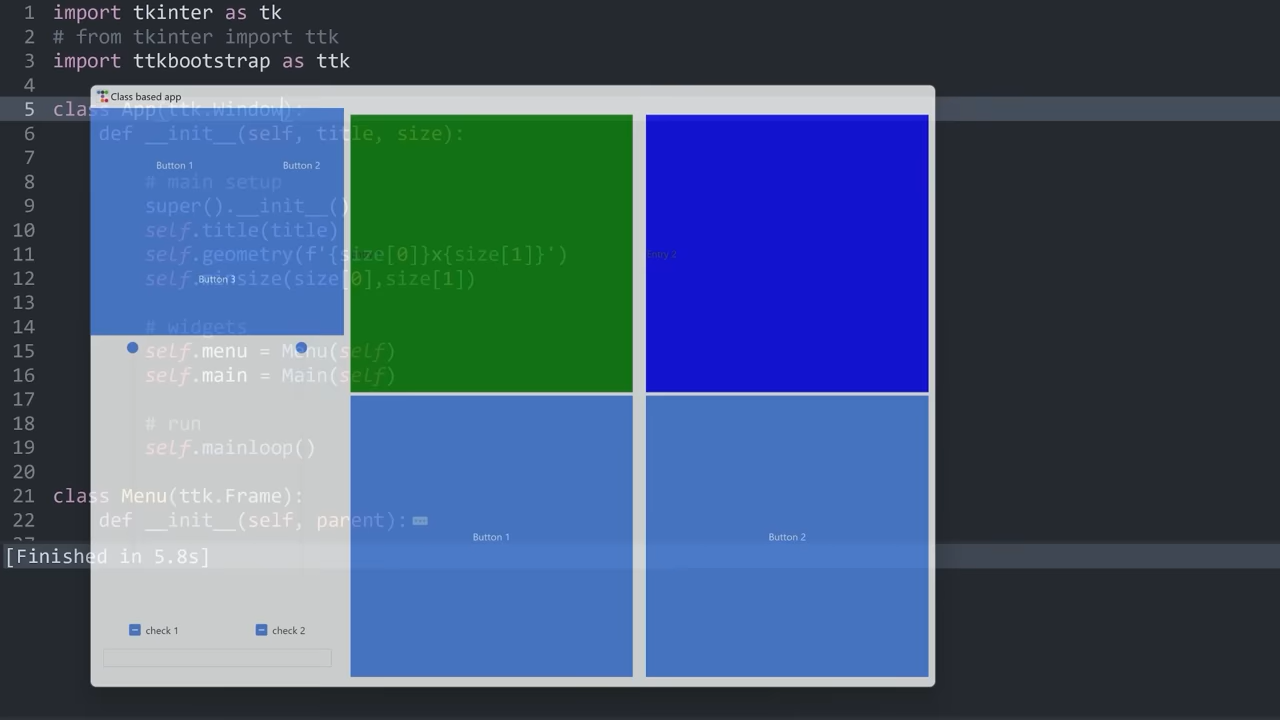 1 import tkinter as tk
2 # from tkinter import ttk
3 import ttkbootstrap as ttk
4
Class based app
5 class App(ttk.Window):
6 def __init__(self, title, size):
7
Button 1 Button 2
8 # main setup
9 super().__init__()
10 self.title(title)
11 self.geometry(f'{size[0]}x{size[1]}')
Entry 2
12 self.minsize(size[0],size[1])
Button 3
13
14 # widgets
15 self.menu = Menu(self)
16 self.main = Main(self)
17
18 # run
19 self.mainloop()
20
21 class Menu(ttk.Frame):
22 def __init__(self, parent):
Button 1 Button 2
[Finished in 5.8s]
check 1 check 2